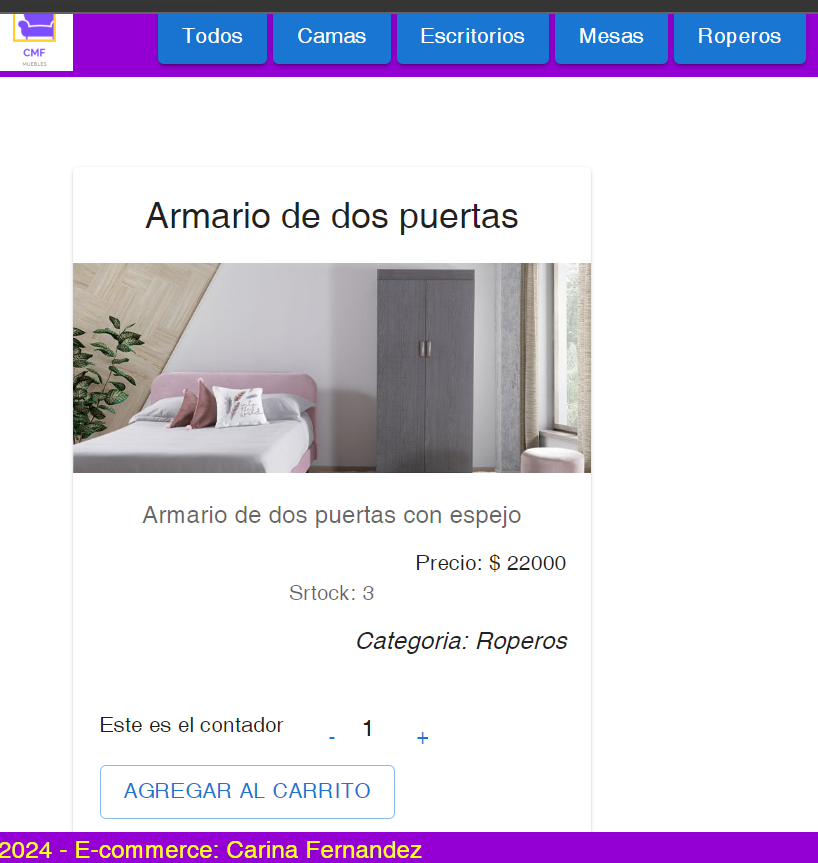 CMF
MUEBLES
Todos Camas Escritorios Mesas Roperos
Armario de dos puertas
Armario de dos puertas con espejo
Precio: $ 22000
Srtock: 3
Categoria: Roperos
Este es el contador - 1 +
AGREGAR AL CARRITO
2024 - E-commerce: Carina Fernandez